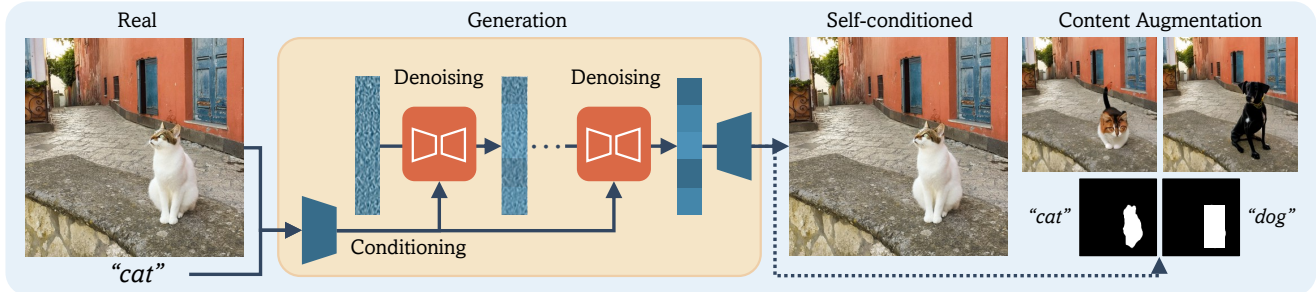 Real
Generation
Self-conditioned
Content Augmentation
Denoising
Denoising
Conditioning
“cat”
“cat”
“dog”